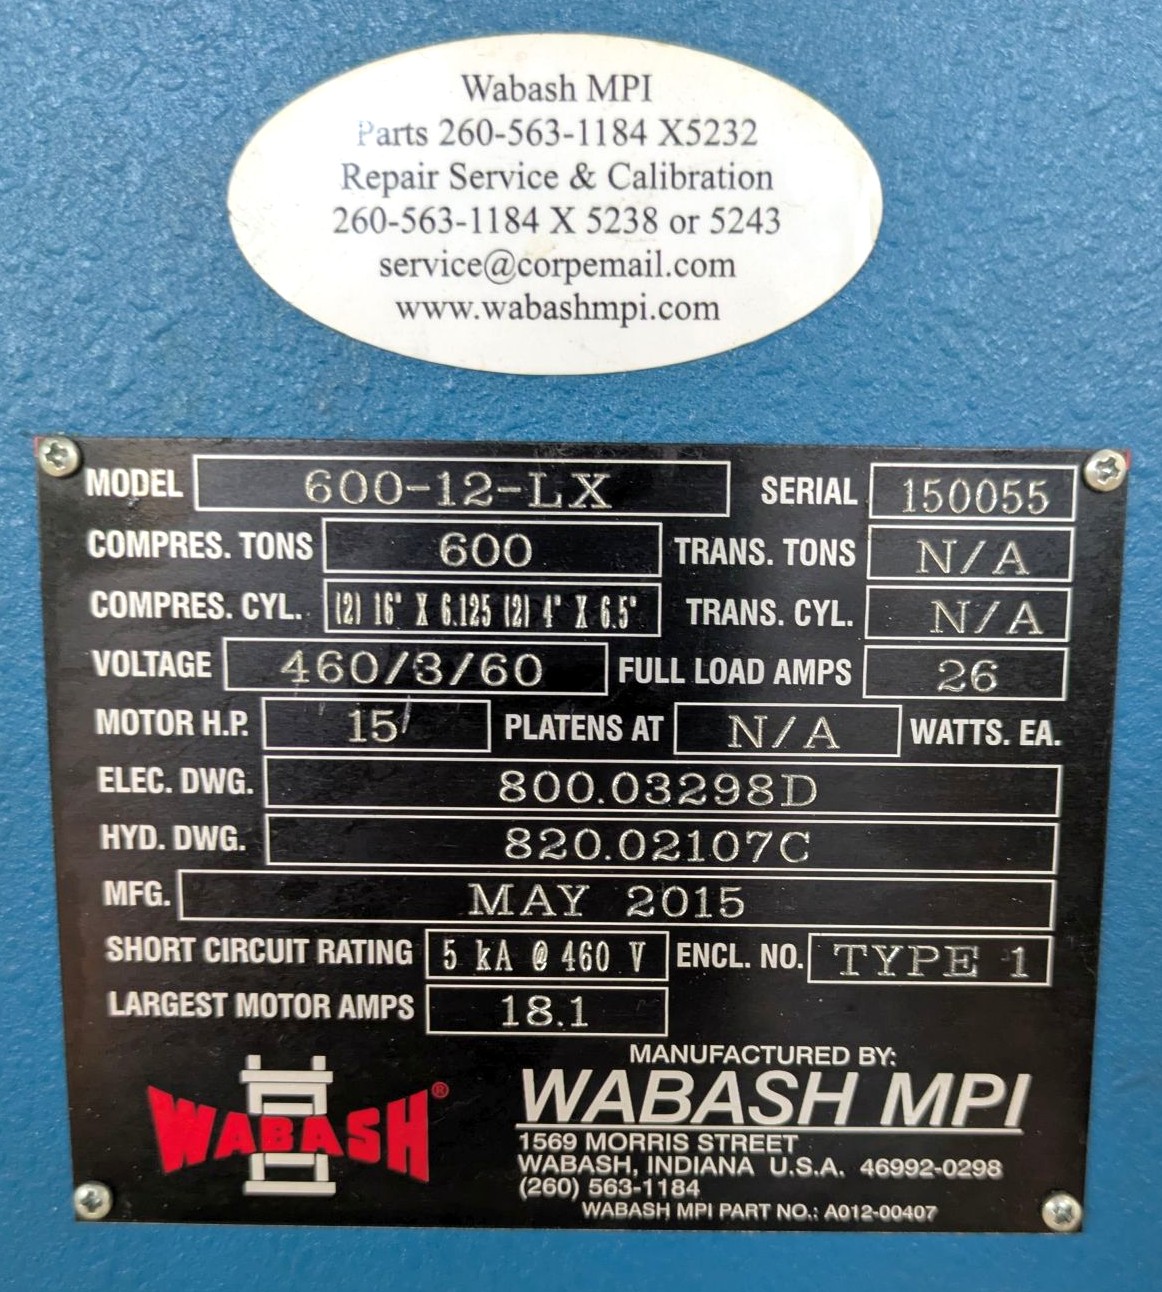 Wabash MPI
Parts 260-563-1184 X5232
Repair Service & Calibration
260-563-1184 X 5238 or 5243
service@corpemail.com
www.wabashmpi.com
MODEL 600-12-LX SERIAL 150055
COMPRES. TONS 600 TRANS. TONS N/A
COMPRES. CYL. (2) 16" X 6.125 (2) 4" X 6.5" TRANS. CYL. N/A
VOLTAGE 460/3/60 FULL LOAD AMPS 26
MOTOR H.P. 15 PLATENS AT N/A WATTS. EA.
ELEC. DWG. 800.03298D
HYD. DWG. 820.02107C
MFG. MAY 2015
SHORT CIRCUIT RATING 5 kA @ 460 V ENCL. NO. TYPE 1
LARGEST MOTOR AMPS 18.1
WABASH®
MANUFACTURED BY:
WABASH MPI
1569 MORRIS STREET
WABASH, INDIANA U.S.A. 46992-0298
(260) 563-1184
WABASH MPI PART NO.: A012-00407